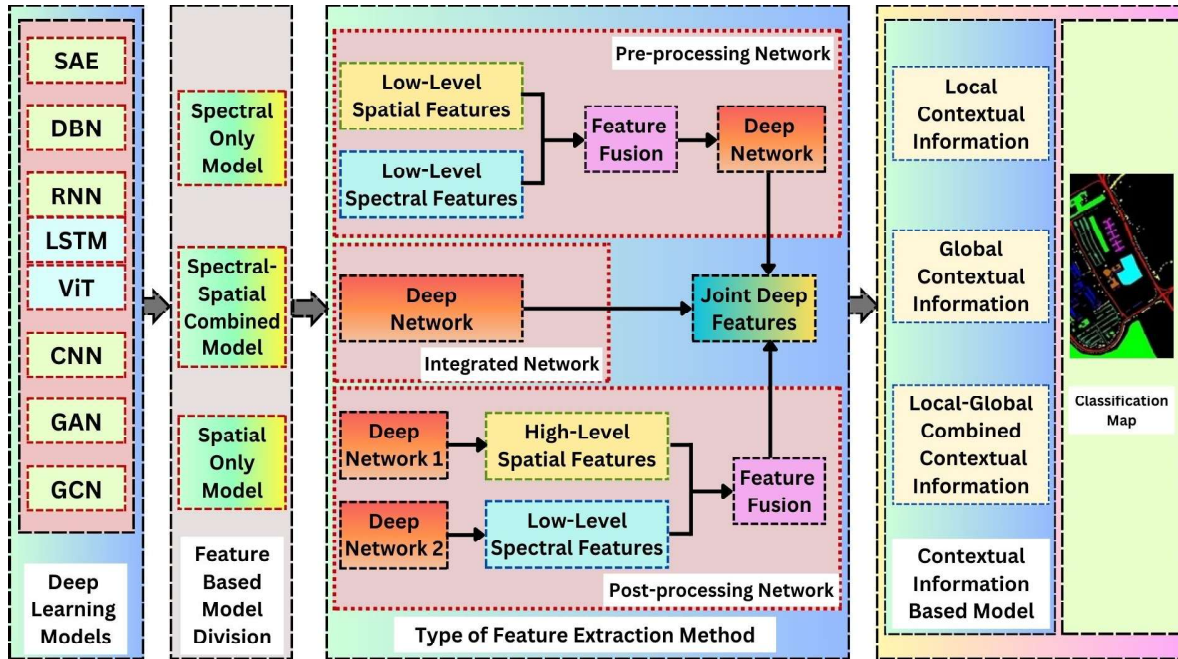 SAE
DBN
RNN
LSTM
ViT
CNN
GAN
GCN
Deep
Learning
Models
Spectral
Only
Model
Spectral-
Spatial
Combined
Model
Spatial
Only
Model
Feature
Based
Model
Division
Pre-processing Network
Low-Level
Spatial Features
Low-Level
Spectral Features
Feature
Fusion
Deep
Network
Deep
Network
Integrated Network
Joint Deep
Features
Deep
Network 1
High-Level
Spatial Features
Deep
Network 2
Low-Level
Spectral Features
Feature
Fusion
Post-processing Network
Type of Feature Extraction Method
Local
Contextual
Information
Global
Contextual
Information
Local-Global
Combined
Contextual
Information
Contextual
Information
Based Model
Classification
Map